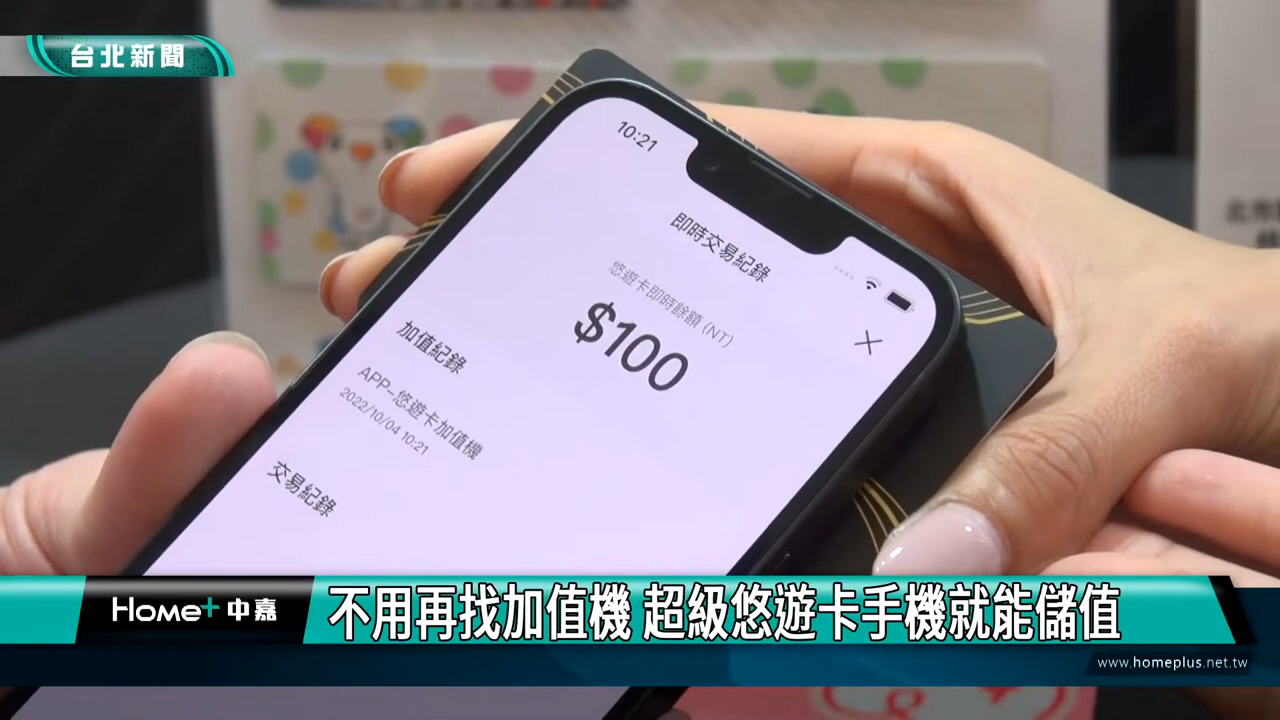 台北新聞
10:21
即時交易紀錄
悠遊卡即時餘額 (NT)
$100
加值紀錄
APP-悠遊卡加值機
2022/10/04 10:21
交易紀錄
Home+中嘉
不用再找加值機 超級悠遊卡手機就能儲值
www.homeplus.net.tw